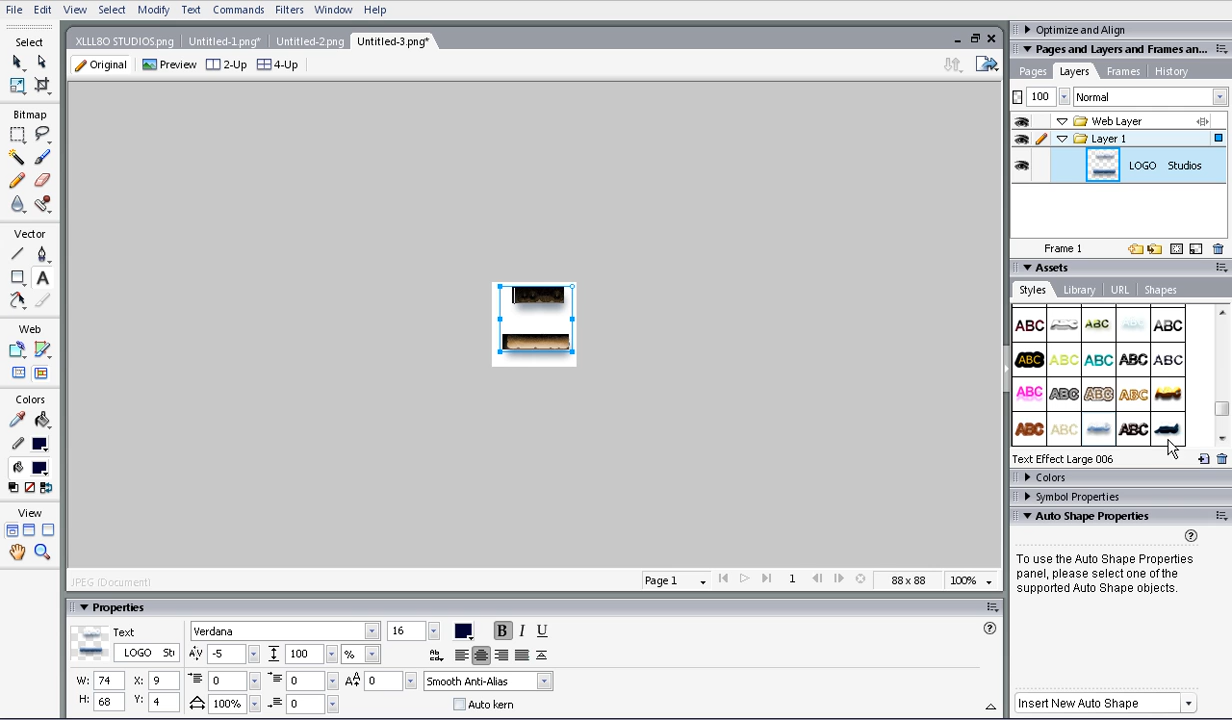 File Edit View Select Modify Text Commands Filters Window Help
XLLL8O STUDIOS.png Untitled-1.png* Untitled-2.png Untitled-3.png*
Original Preview 2-Up 4-Up
Select
Bitmap
Vector
Web
Colors
View
JPEG (Document)
Page 1 1 88 x 88 100%
Properties
Text
LOGO Stu
Verdana 16 B I U
-5 100 %
W: 74 X: 9 0 0 0 Smooth Anti-Alias
H: 68 Y: 4 100% 0 Auto kern
Optimize and Align
Pages and Layers and Frames an...
Pages Layers Frames History
100 Normal
Web Layer
Layer 1
LOGO Studios
Frame 1
Assets
Styles Library URL Shapes
ABC ABC ABC
ABC ABC ABC ABC ABC
ABC ABC ABC ABC
ABC ABC ABC
Text Effect Large 006
Colors
Symbol Properties
Auto Shape Properties
To use the Auto Shape Properties
panel, please select one of the
supported Auto Shape objects.
Insert New Auto Shape